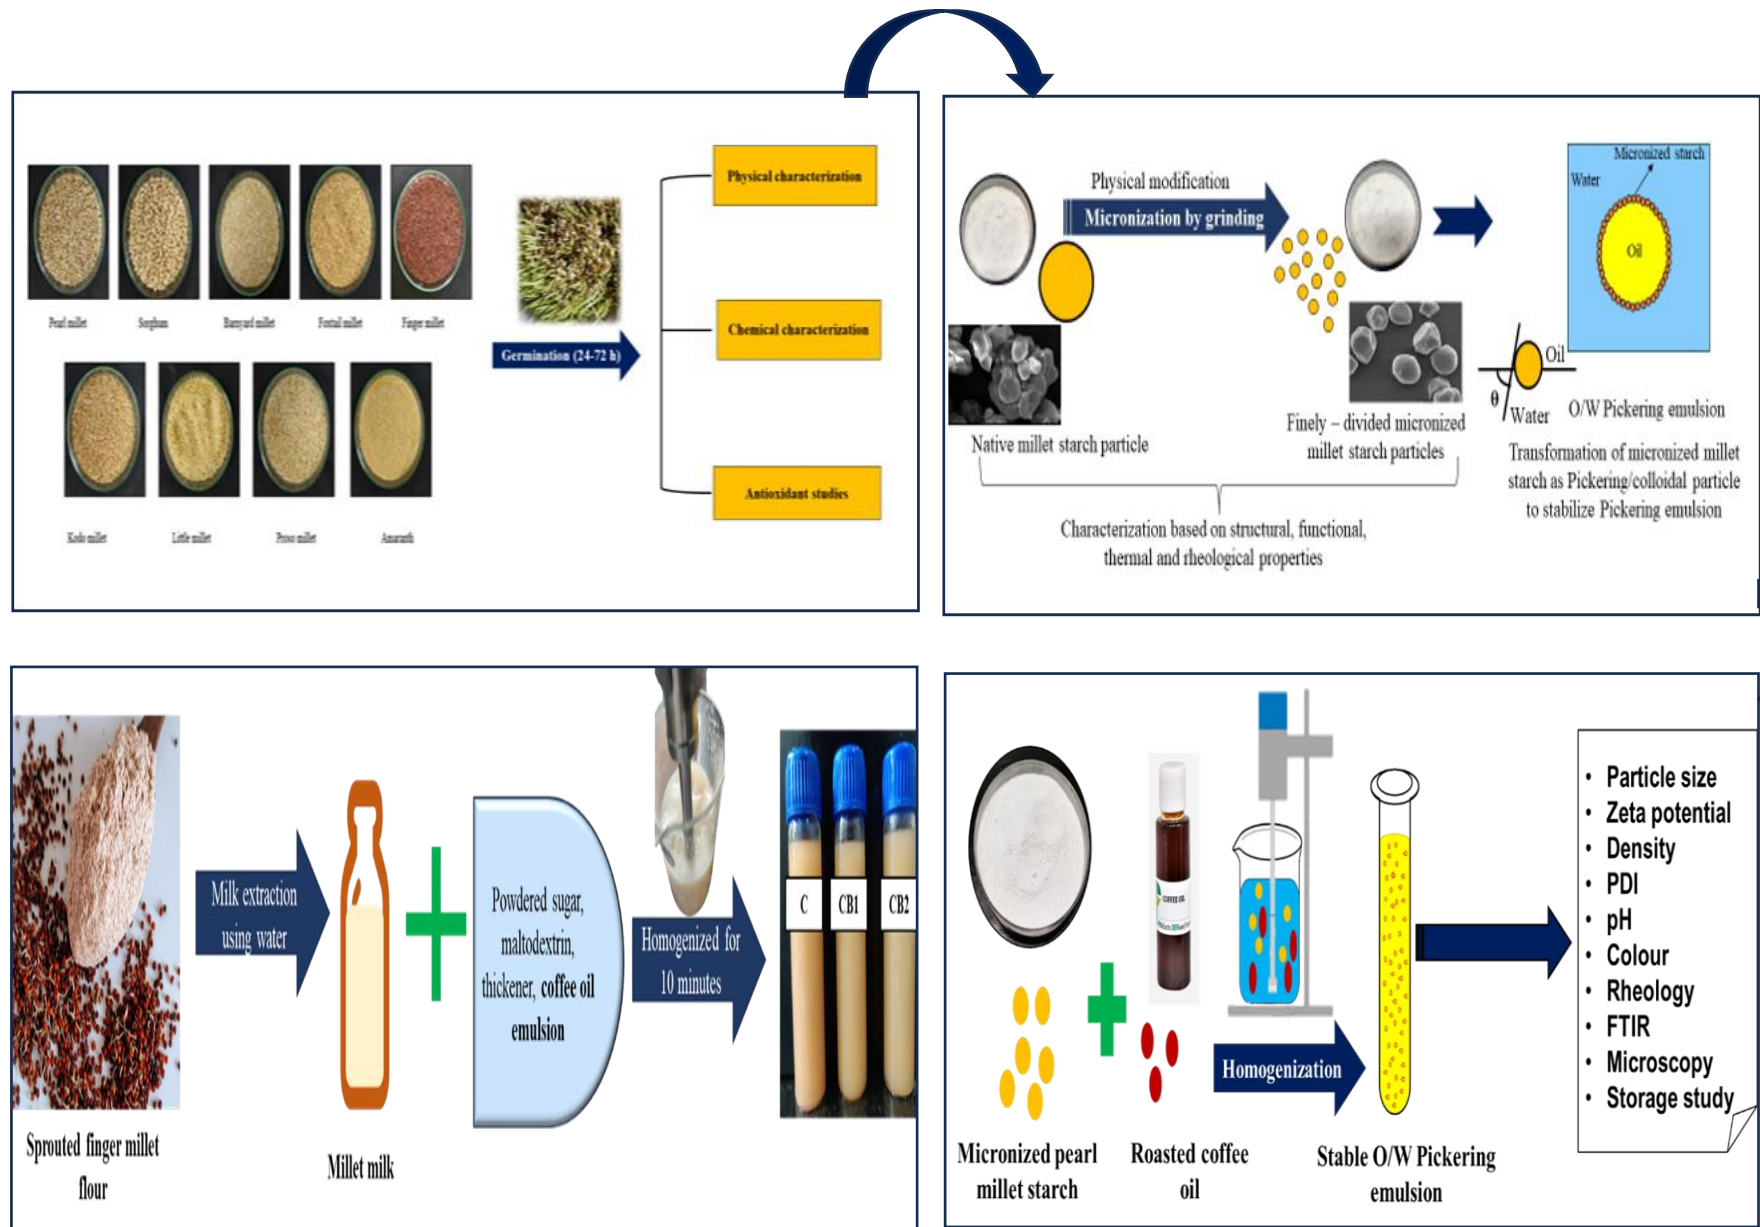 Pearl millet
Sorghum
Barnyard millet
Foxtail millet
Finger millet
Kodo millet
Little millet
Proso millet
Amaranth
Germination (24-72 h)
Physical characterization
Chemical characterization
Antioxidant studies
Physical modification
Micronization by grinding
Native millet starch particle
Finely – divided micronized
millet starch particles
Characterization based on structural, functional,
thermal and rheological properties
Micronized starch
Water
Oil
Oil
θ
Water
O/W Pickering emulsion
Transformation of micronized millet
starch as Pickering/colloidal particle
to stabilize Pickering emulsion
Sprouted finger millet
flour
Milk extraction
using water
Millet milk
Powdered sugar,
maltodextrin,
thickener, coffee oil
emulsion
Homogenized for
10 minutes
C
CB1
CB2
Micronized pearl
millet starch
COFFEE OIL
Roasted coffee
oil
Homogenization
Stable O/W Pickering
emulsion
• Particle size
• Zeta potential
• Density
• PDI
• pH
• Colour
• Rheology
• FTIR
• Microscopy
• Storage study